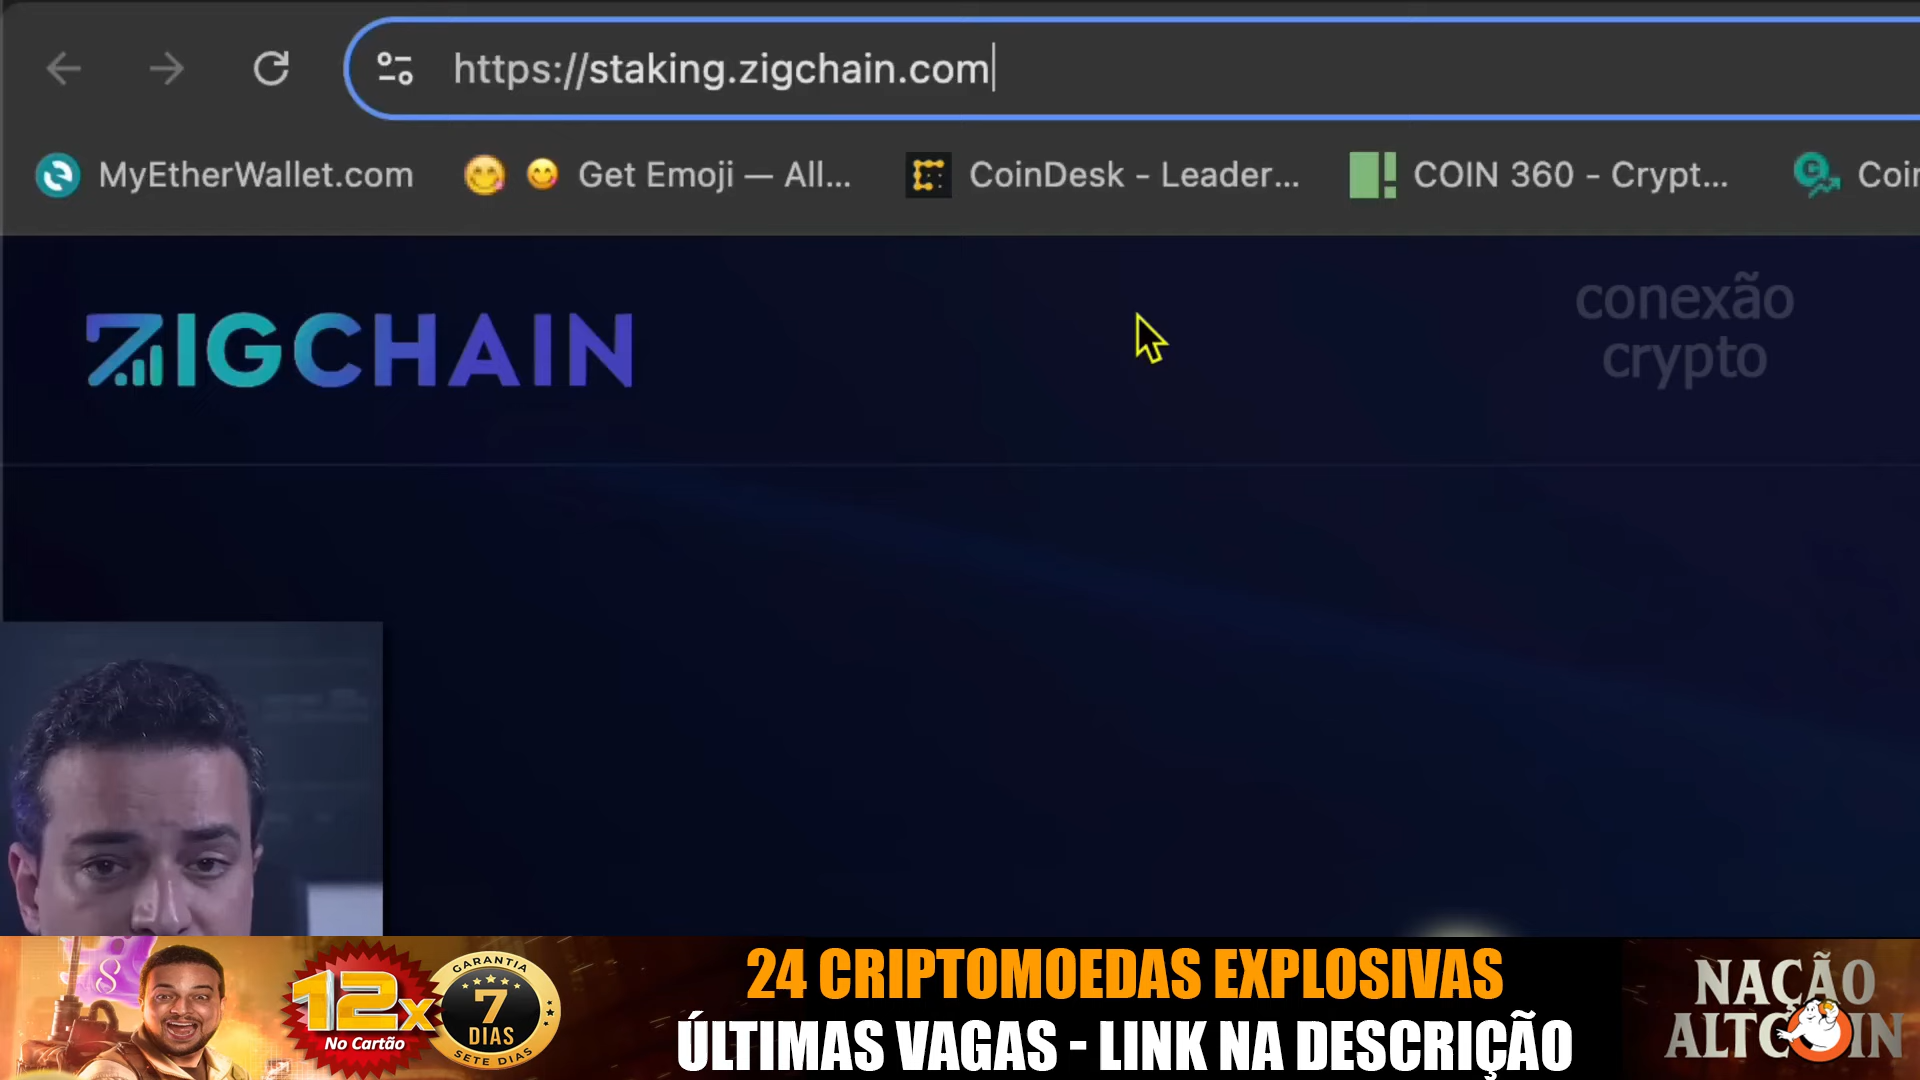 https://staking.zigchain.com
MyEtherWallet.com
Get Emoji — All...
CoinDesk - Leader...
COIN 360 - Crypt...
ZIGCHAIN
conexão
crypto
12x
No Cartão
GARANTIA
7
DIAS
SETE DIAS
24 CRIPTOMOEDAS EXPLOSIVAS
ÚLTIMAS VAGAS - LINK NA DESCRIÇÃO
NAÇÃO
ALTCOIN